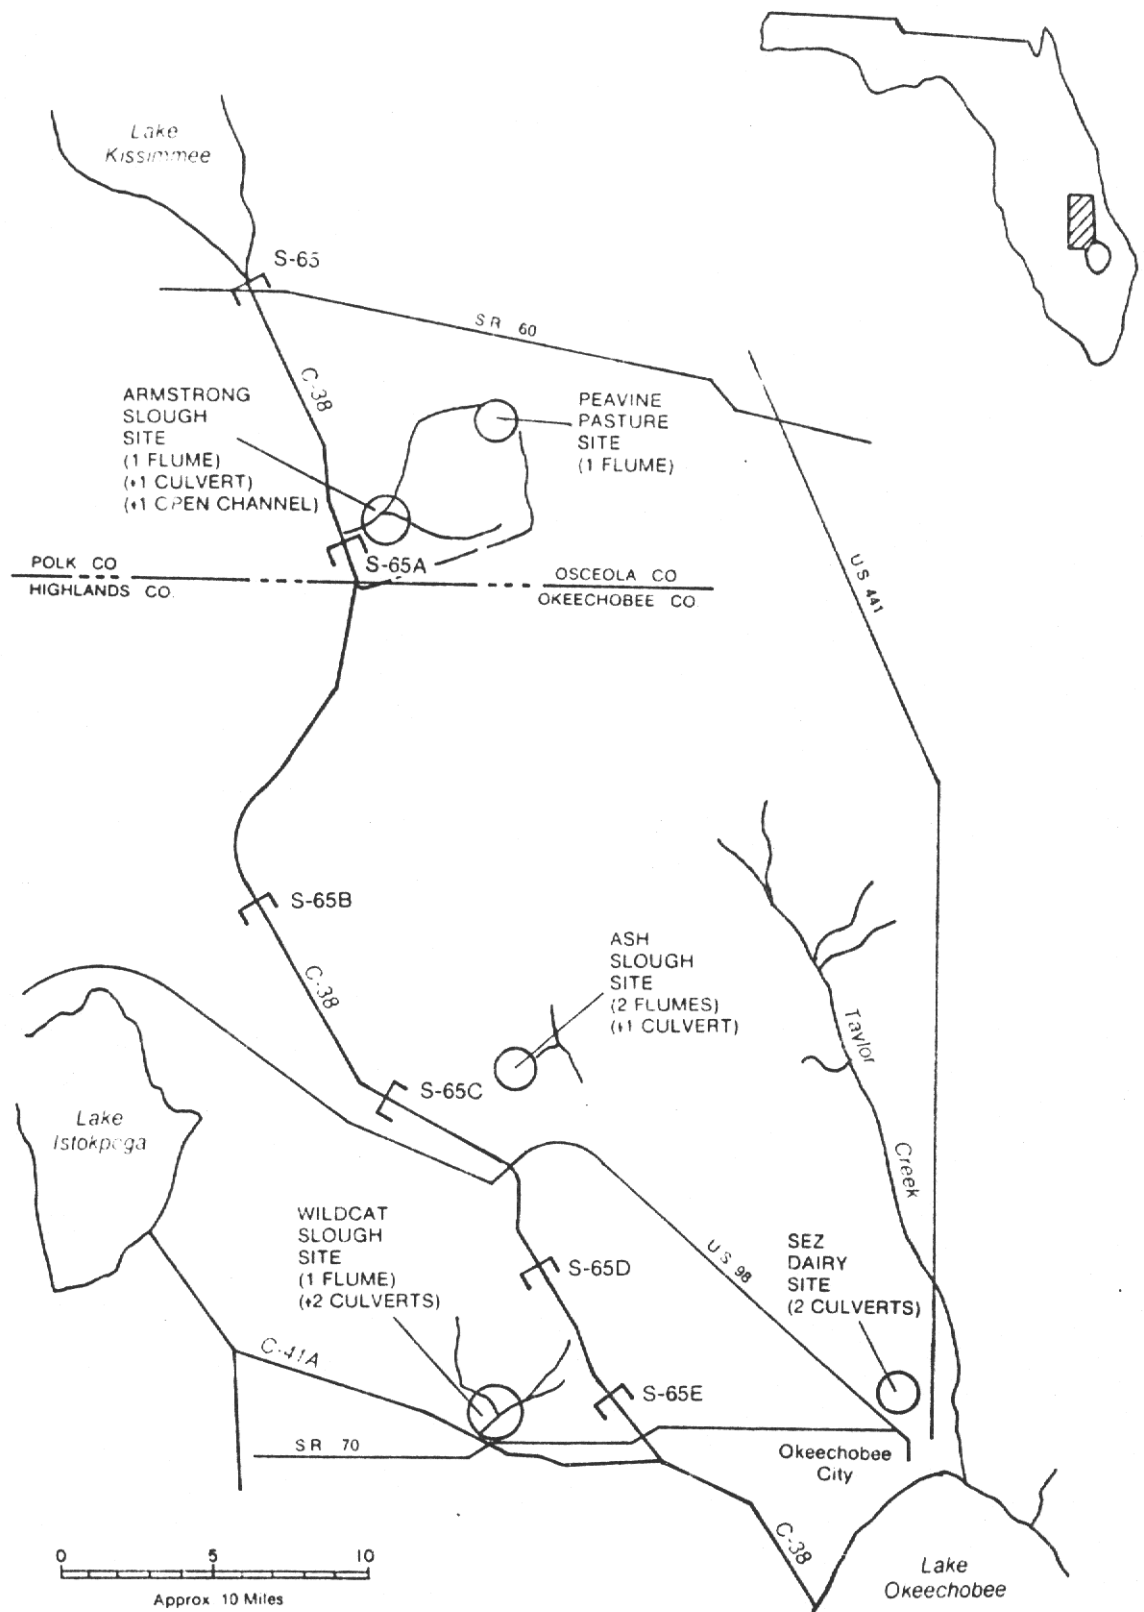 Lake
Kissimmee
S-65
SR 60
C-38
ARMSTRONG
SLOUGH
SITE
(1 FLUME)
(+1 CULVERT)
(+1 OPEN CHANNEL)
PEAVINE
PASTURE
SITE
(1 FLUME)
S-65A
POLK CO
HIGHLANDS CO.
OSCEOLA CO
OKEECHOBEE CO
US 441
S-65B
C-38
ASH
SLOUGH
SITE
(2 FLUMES)
(+1 CULVERT)
Taylor
Creek
S-65C
Lake
Istokpoga
WILDCAT
SLOUGH
SITE
(1 FLUME)
(+2 CULVERTS)
S-65D
US 98
SEZ
DAIRY
SITE
(2 CULVERTS)
C-41A
S-65E
SR 70
Okeechobee
City
C-38
Lake
Okeechobee
0 5 10
Approx 10 Miles